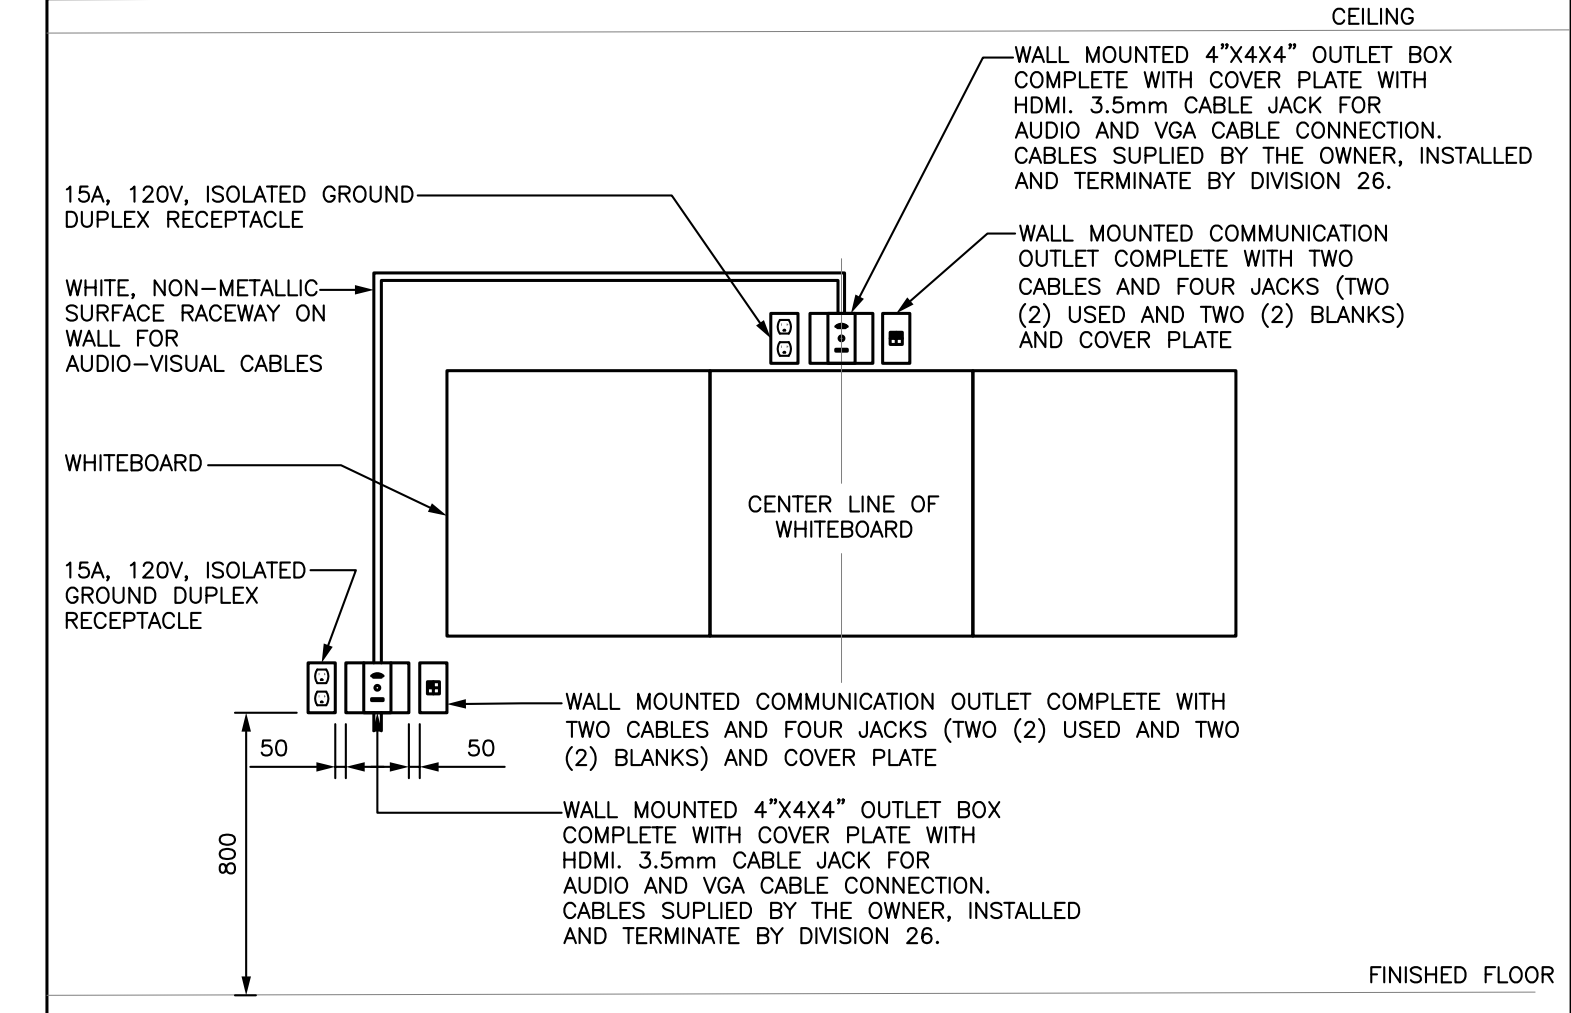 CEILING
WALL MOUNTED 4”X4X4” OUTLET BOX
COMPLETE WITH COVER PLATE WITH
HDMI. 3.5mm CABLE JACK FOR
AUDIO AND VGA CABLE CONNECTION.
CABLES SUPLIED BY THE OWNER, INSTALLED
AND TERMINATE BY DIVISION 26.
15A, 120V, ISOLATED GROUND
DUPLEX RECEPTACLE
WALL MOUNTED COMMUNICATION
OUTLET COMPLETE WITH TWO
CABLES AND FOUR JACKS (TWO
(2) USED AND TWO (2) BLANKS)
AND COVER PLATE
WHITE, NON-METALLIC
SURFACE RACEWAY ON
WALL FOR
AUDIO-VISUAL CABLES
WHITEBOARD
CENTER LINE OF
WHITEBOARD
15A, 120V, ISOLATED
GROUND DUPLEX
RECEPTACLE
WALL MOUNTED COMMUNICATION OUTLET COMPLETE WITH
TWO CABLES AND FOUR JACKS (TWO (2) USED AND TWO
(2) BLANKS) AND COVER PLATE
50
50
800
WALL MOUNTED 4”X4X4” OUTLET BOX
COMPLETE WITH COVER PLATE WITH
HDMI. 3.5mm CABLE JACK FOR
AUDIO AND VGA CABLE CONNECTION.
CABLES SUPLIED BY THE OWNER, INSTALLED
AND TERMINATE BY DIVISION 26.
FINISHED FLOOR